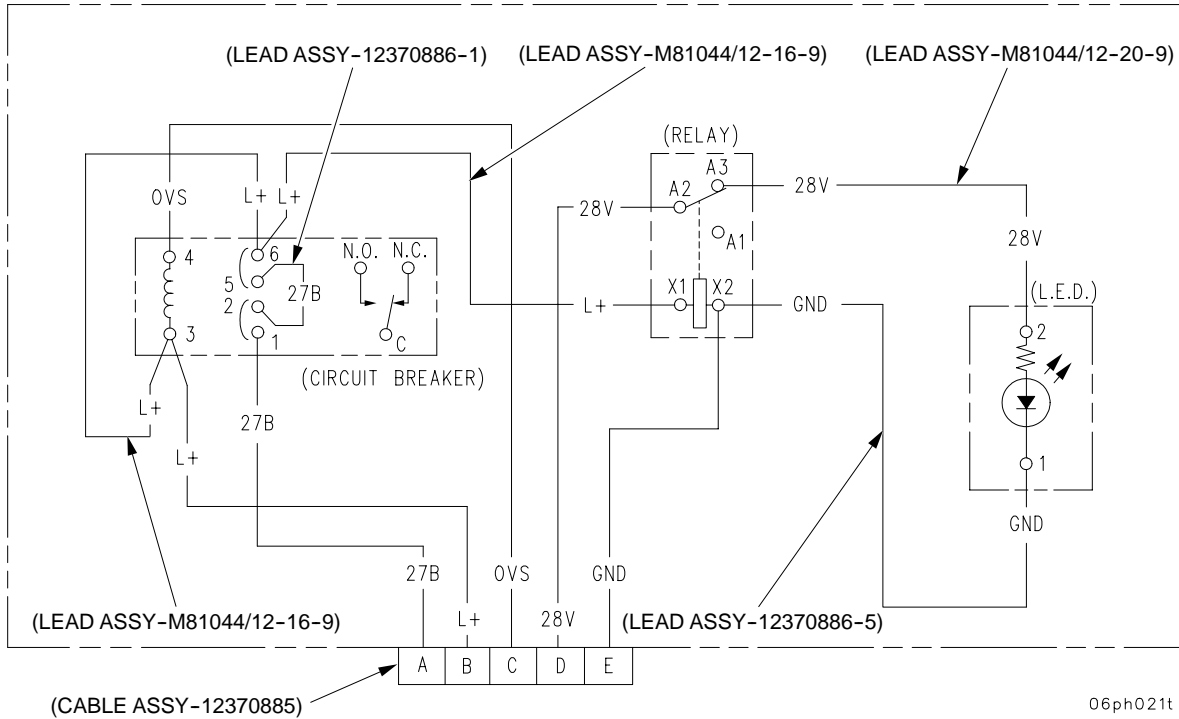 (LEAD ASSY-12370886-1)
(LEAD ASSY-M81044/12-16-9)
(LEAD ASSY-M81044/12-20-9)
(RELAY)
A3
28V
A2
28V
A1
OVS
L+
L+
28V
4
6
N.O.
N.C.
5
27B
2
3
1
C
X1
X2
L+
GND
(L.E.D.)
2
(CIRCUIT BREAKER)
L+
27B
L+
1
GND
27B
OVS
GND
L+
28V
(LEAD ASSY-M81044/12-16-9)
(LEAD ASSY-12370886-5)
A B C D E
(CABLE ASSY-12370885)
06ph021t